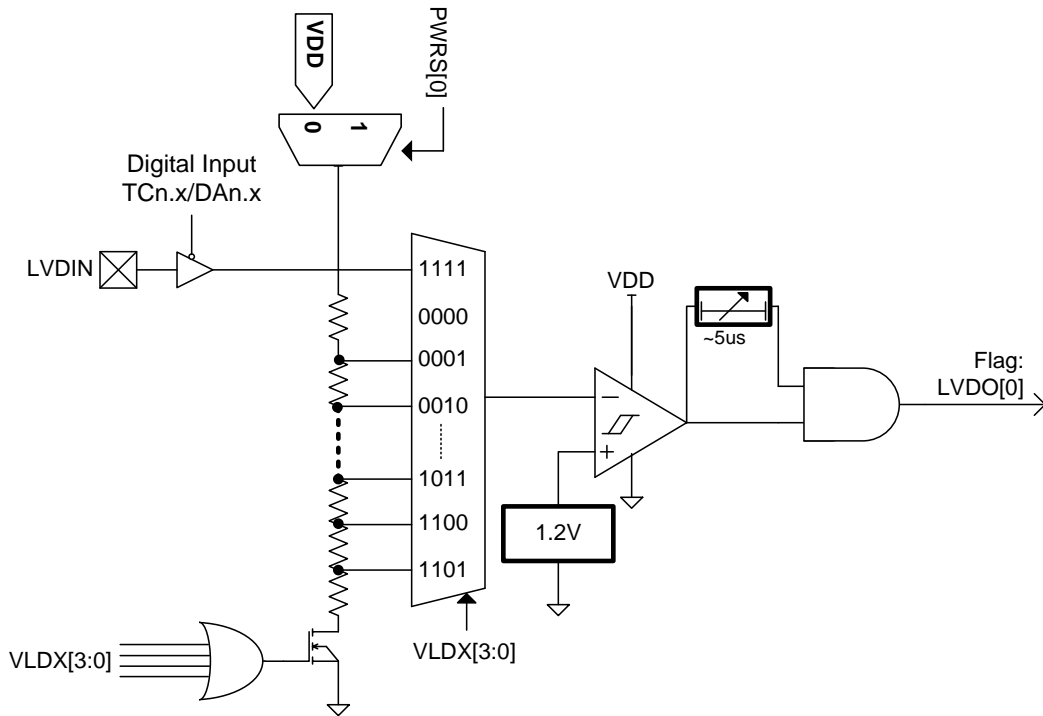 VDD
0
1
PWRS[0]
Digital Input
TCn.x/DAn.x
LVDIN
1111
0000
0001
0010
1011
1100
1101
VDD
−
+
1.2V
~5us
Flag:
LVDO[0]
VLDX[3:0]
VLDX[3:0]